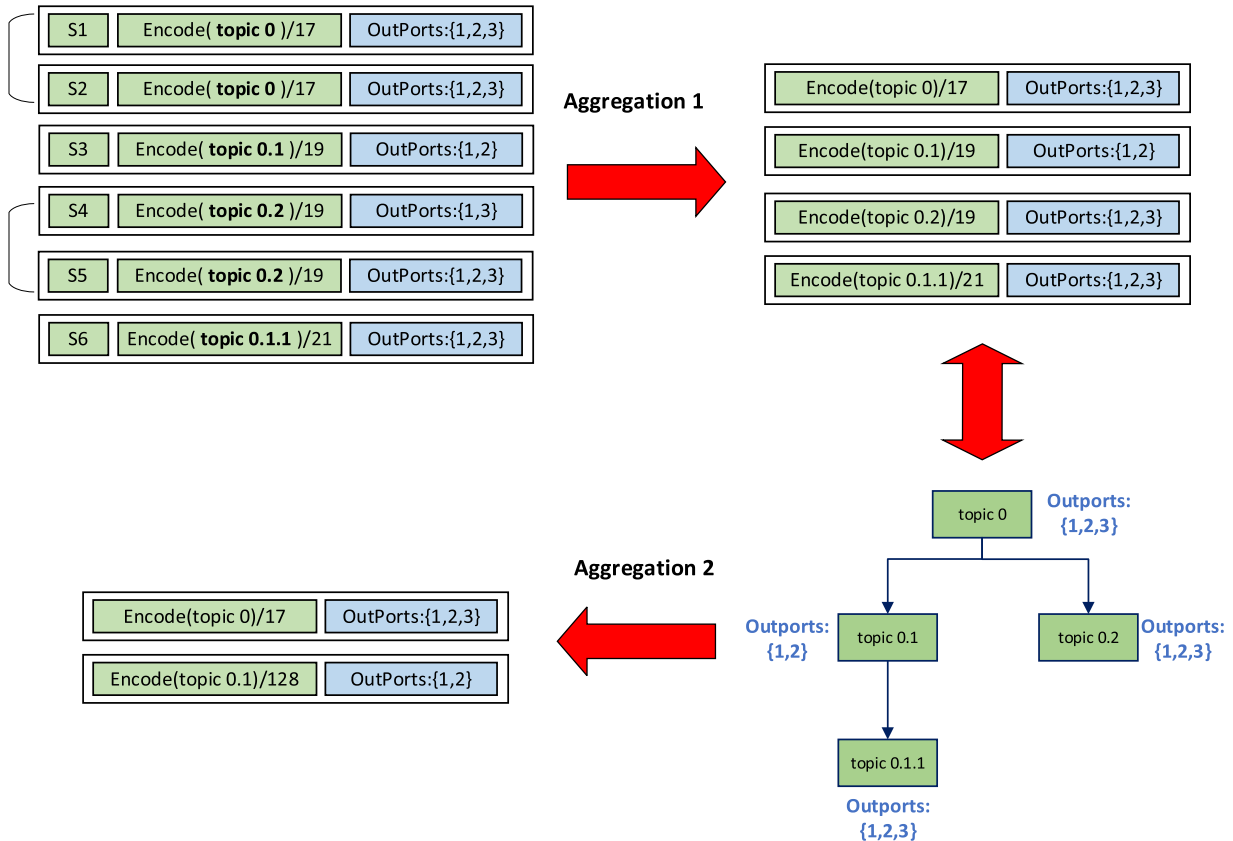 S1 Encode( topic 0 )/17 OutPorts:{1,2,3}
S2 Encode( topic 0 )/17 OutPorts:{1,2,3}
S3 Encode( topic 0.1 )/19 OutPorts:{1,2}
S4 Encode( topic 0.2 )/19 OutPorts:{1,3}
S5 Encode( topic 0.2 )/19 OutPorts:{1,2,3}
S6 Encode( topic 0.1.1 )/21 OutPorts:{1,2,3}
Aggregation 1
Encode(topic 0)/17 OutPorts:{1,2,3}
Encode(topic 0.1)/19 OutPorts:{1,2}
Encode(topic 0.2)/19 OutPorts:{1,2,3}
Encode(topic 0.1.1)/21 OutPorts:{1,2,3}
topic 0
Outports:
{1,2,3}
Outports:
{1,2}
topic 0.1
topic 0.2
Outports:
{1,2,3}
topic 0.1.1
Outports:
{1,2,3}
Aggregation 2
Encode(topic 0)/17 OutPorts:{1,2,3}
Encode(topic 0.1)/128 OutPorts:{1,2}